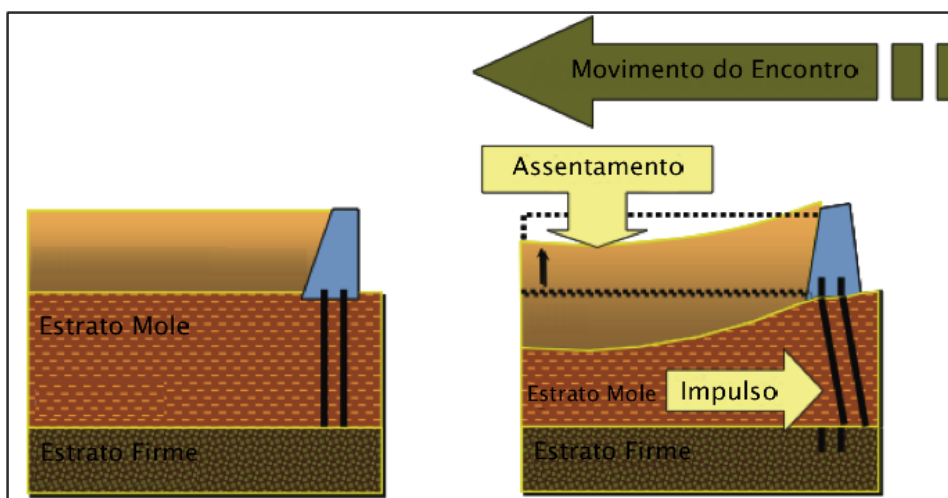 Movimento do Encontro
Assentamento
Estrato Mole
Estrato Firme
Estrato Mole
Impulso
Estrato Firme